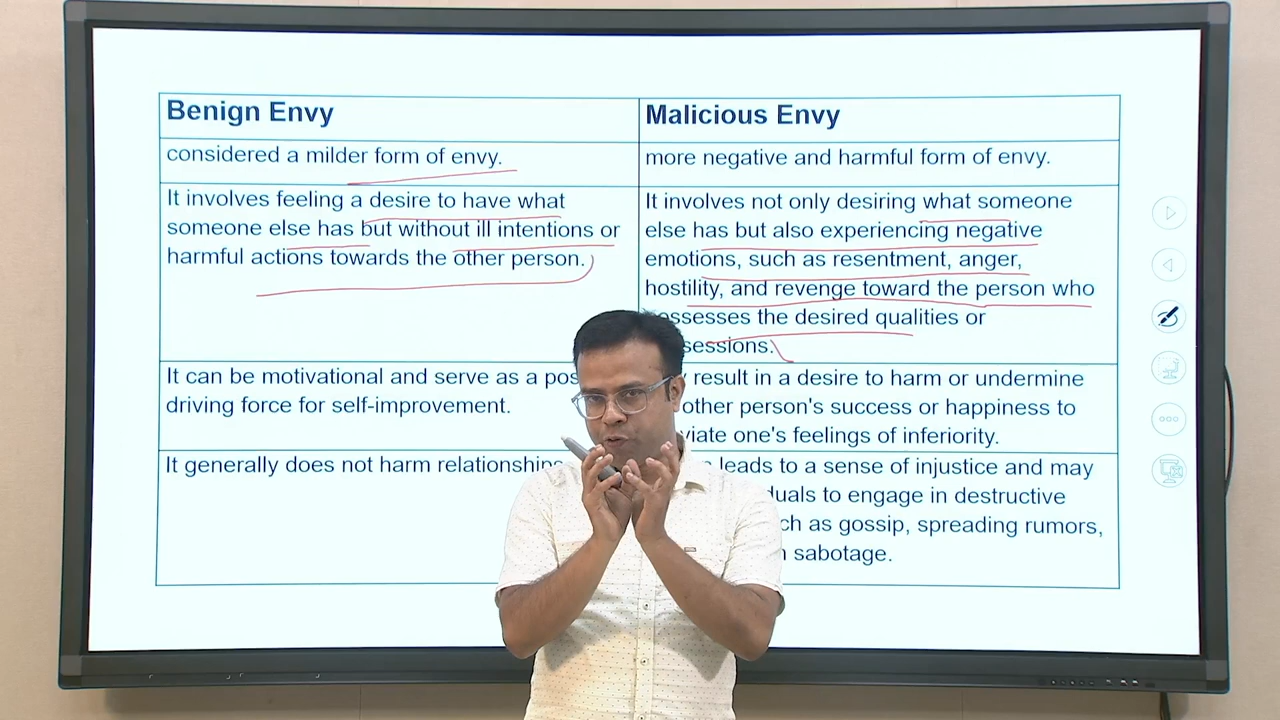 Benign Envy
Malicious Envy
considered a milder form of envy.
more negative and harmful form of envy.
It involves feeling a desire to have what
someone else has but without ill intentions or
harmful actions towards the other person.
It involves not only desiring what someone
else has but also experiencing negative
emotions, such as resentment, anger,
hostility, and revenge toward the person who
the desired qualities or
It can be motivational and serve as a
driving force for self-improvement.
result in a desire to harm or undermine
other person's success or happiness to
one's feelings of inferiority.
It generally does not harm relationships
leads to a sense of injustice and may
to engage in destructive
as gossip, spreading rumors,
sabotage.